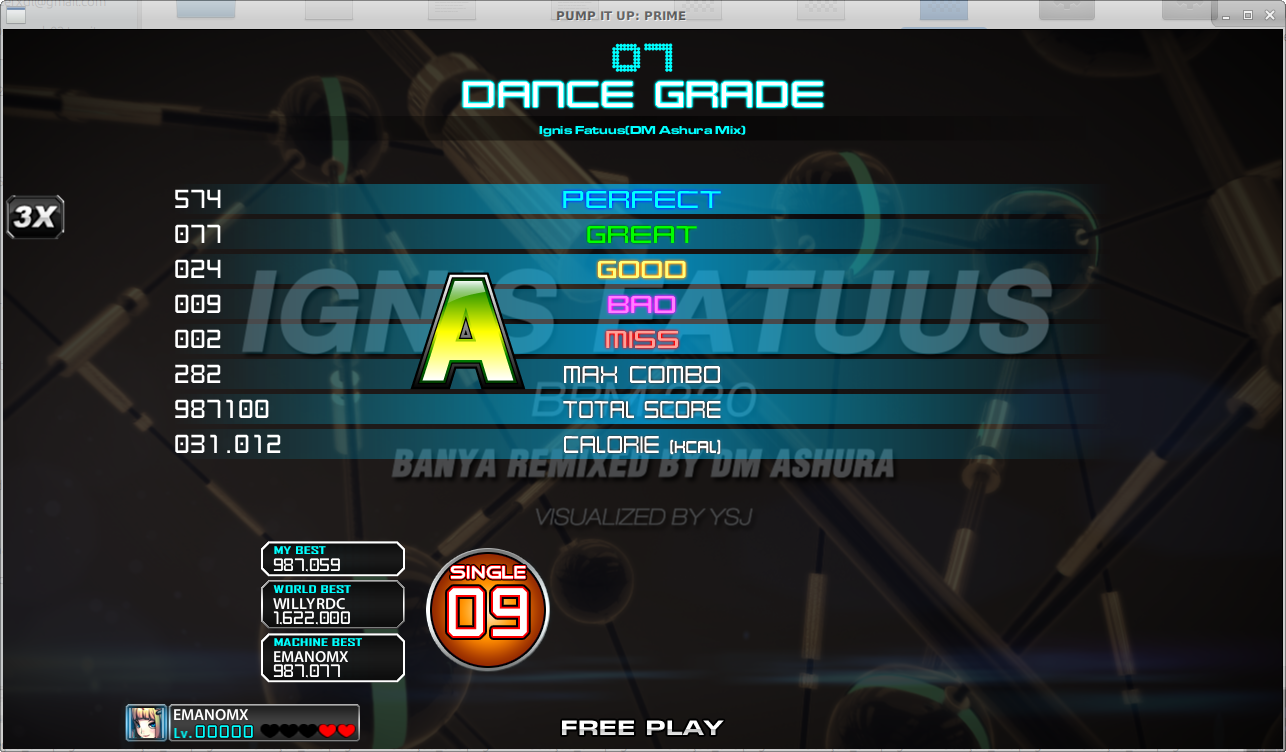 @gmail.com
PUMP IT UP: PRIME
07
DANCE GRADE
Ignis Fatuus(DM Ashura Mix)
3X
574 PERFECT
077 GREAT
024 GOOD
009 BAD
002 MISS
282 MAX COMBO
987100 TOTAL SCORE
031.012 CALORIE (KCAL)
A
IGNIS FATUUS
BANYA REMIXED BY DM ASHURA
VISUALIZED BY YSJ
MY BEST
987.059
WORLD BEST
WILLYRDC
1.622.000
MACHINE BEST
EMANOMX
987.077
SINGLE
09
EMANOMX
Lv.00000
FREE PLAY